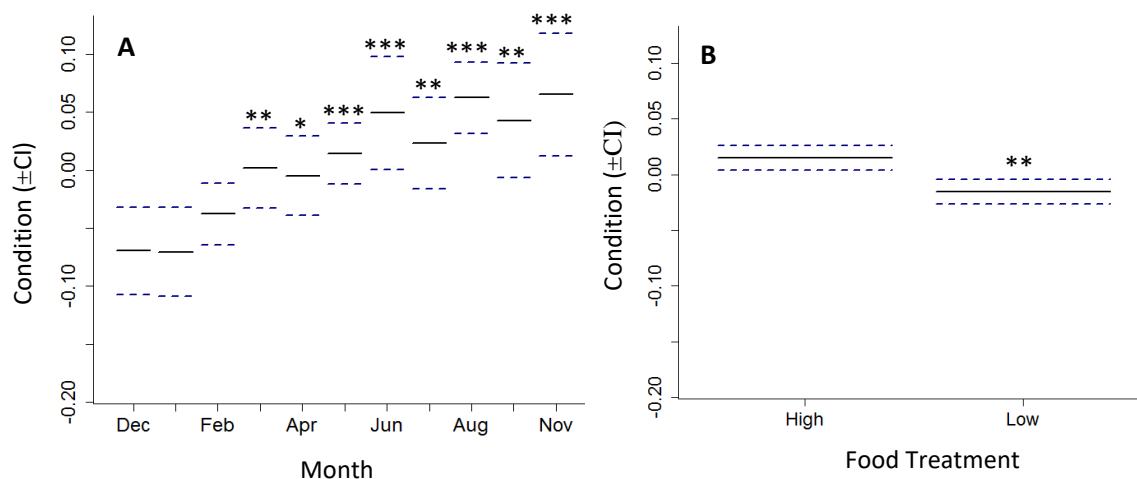 A
Condition (±CI)
0.10
0.05
0.00
-0.10
-0.20
** * *** *** ** *** ** ***
Dec Feb Apr Jun Aug Nov
Month
B
Condition (±CI)
0.10
0.05
0.00
-0.10
-0.20
**
High Low
Food Treatment